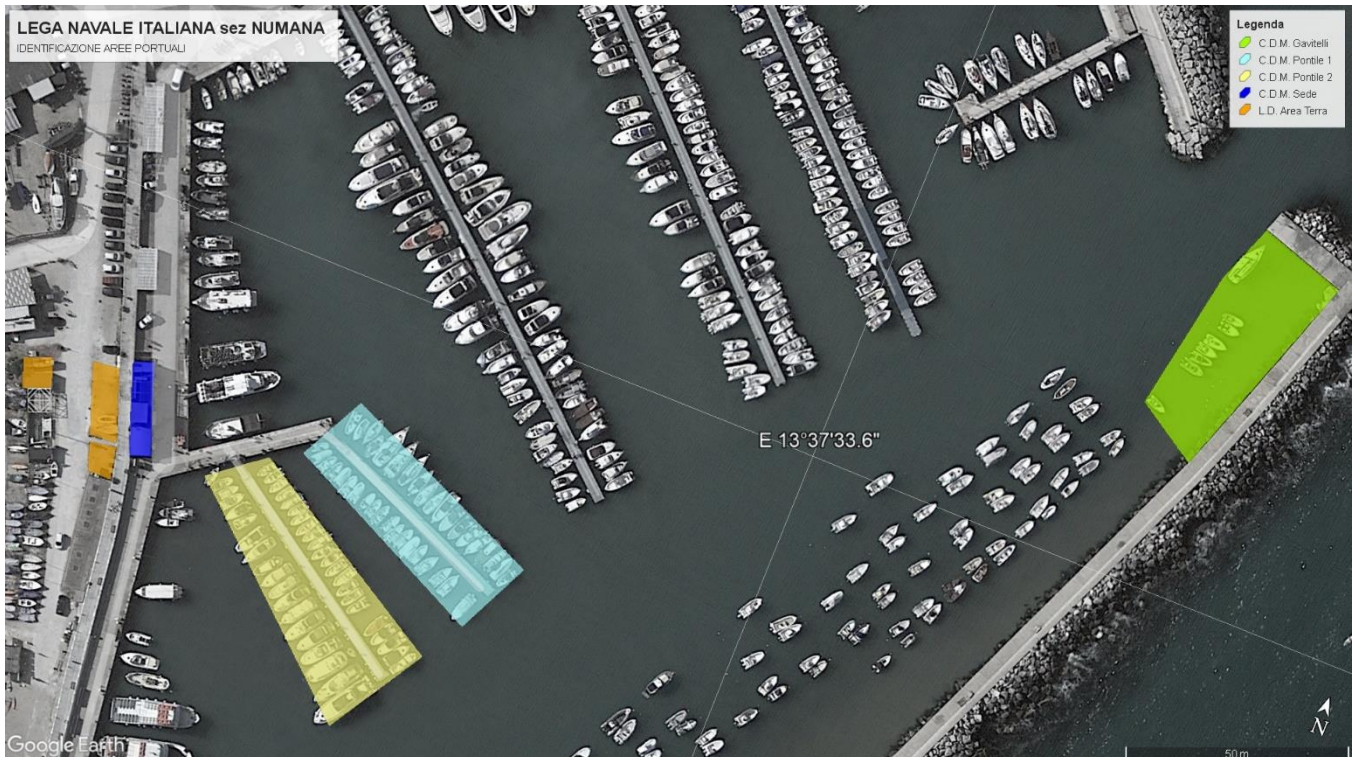 LEGA NAVALE ITALIANA sez NUMANA
IDENTIFICAZIONE AREE PORTUALI
Legenda
C.D.M. Gavitelli
C.D.M. Pontile 1
C.D.M. Pontile 2
C.D.M. Sede
L.D. Area Terra
E 13°37'33.6"
N
Google Earth
50 m